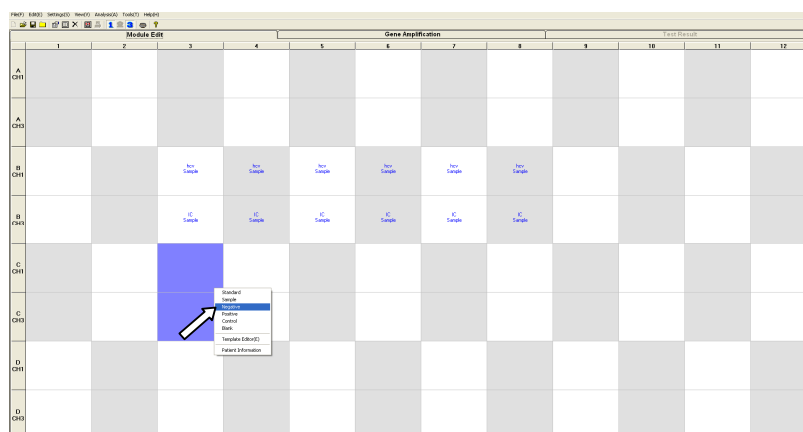 File(F) Edit(E) Settings(S) View(V) Analysis(A) Tools(T) Help(H)
1 2 3
Module Edit Gene Amplification Test Result
1 2 3 4 5 6 7 8 9 10 11 12
A
CH1
A
CH3
B
CH1
hcv hcv hcv hcv hcv hcv
Sample Sample Sample Sample Sample Sample
B
CH3
IC IC IC IC IC IC
Sample Sample Sample Sample Sample Sample
C
CH1
C
CH3
Standard
Sample
Negative
Positive
Control
Blank
Template Editor(E)
Patient Information
D
CH1
D
CH3